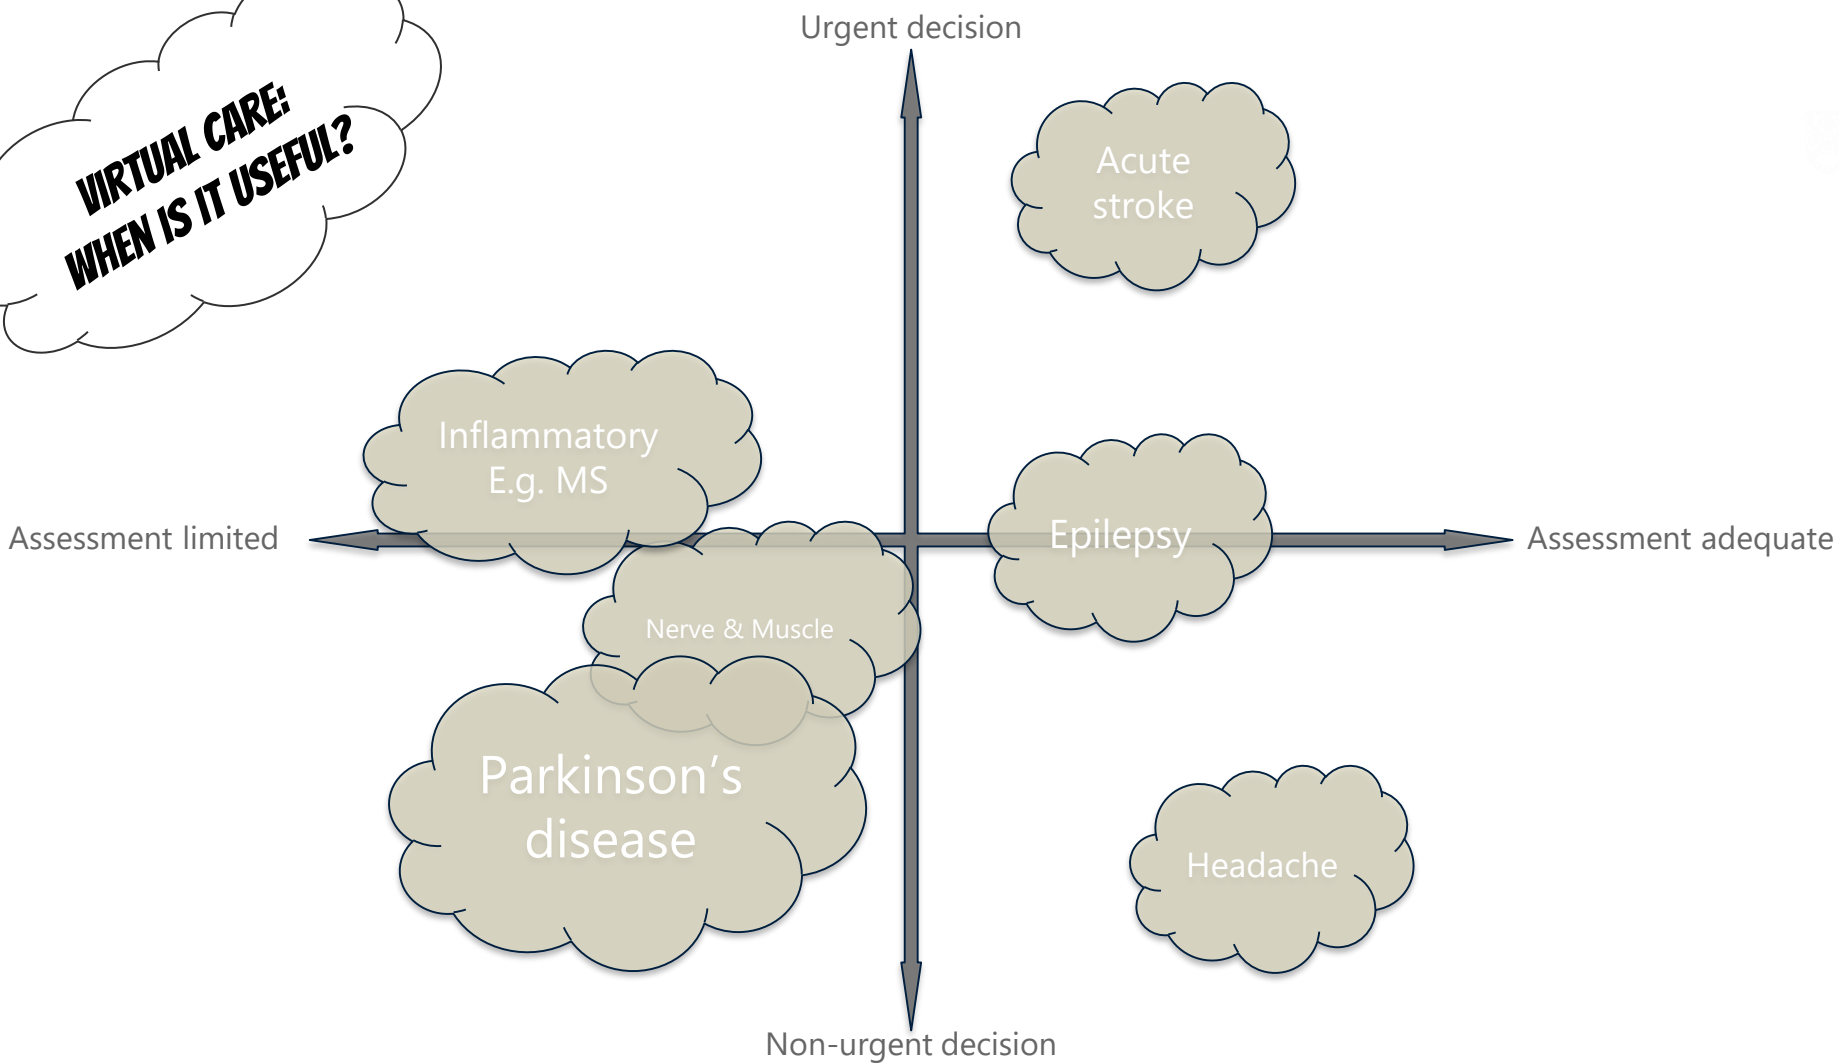 VIRTUAL CARE:
WHEN IS IT USEFUL?
Urgent decision
Acute
stroke
Inflammatory
E.g. MS
Assessment limited
Epilepsy
Assessment adequate
Nerve & Muscle
Parkinson‘s
disease
Headache
Non-urgent decision